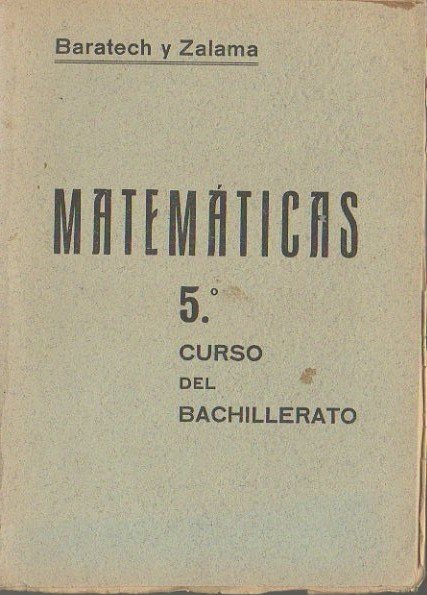 Baratech y Zalama
MATEMÁTICAS
5.°
CURSO
DEL
BACHILLERATO